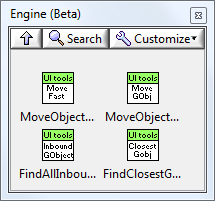 Engine (Beta)
Search Customize
UI tools
Move
Fast
MoveObject...
UI tools
Move
GObj
MoveObject...
UI tools
Inbound
GObject
FindAllInbou...
UI tools
Closest
Gobj
FindClosestG...